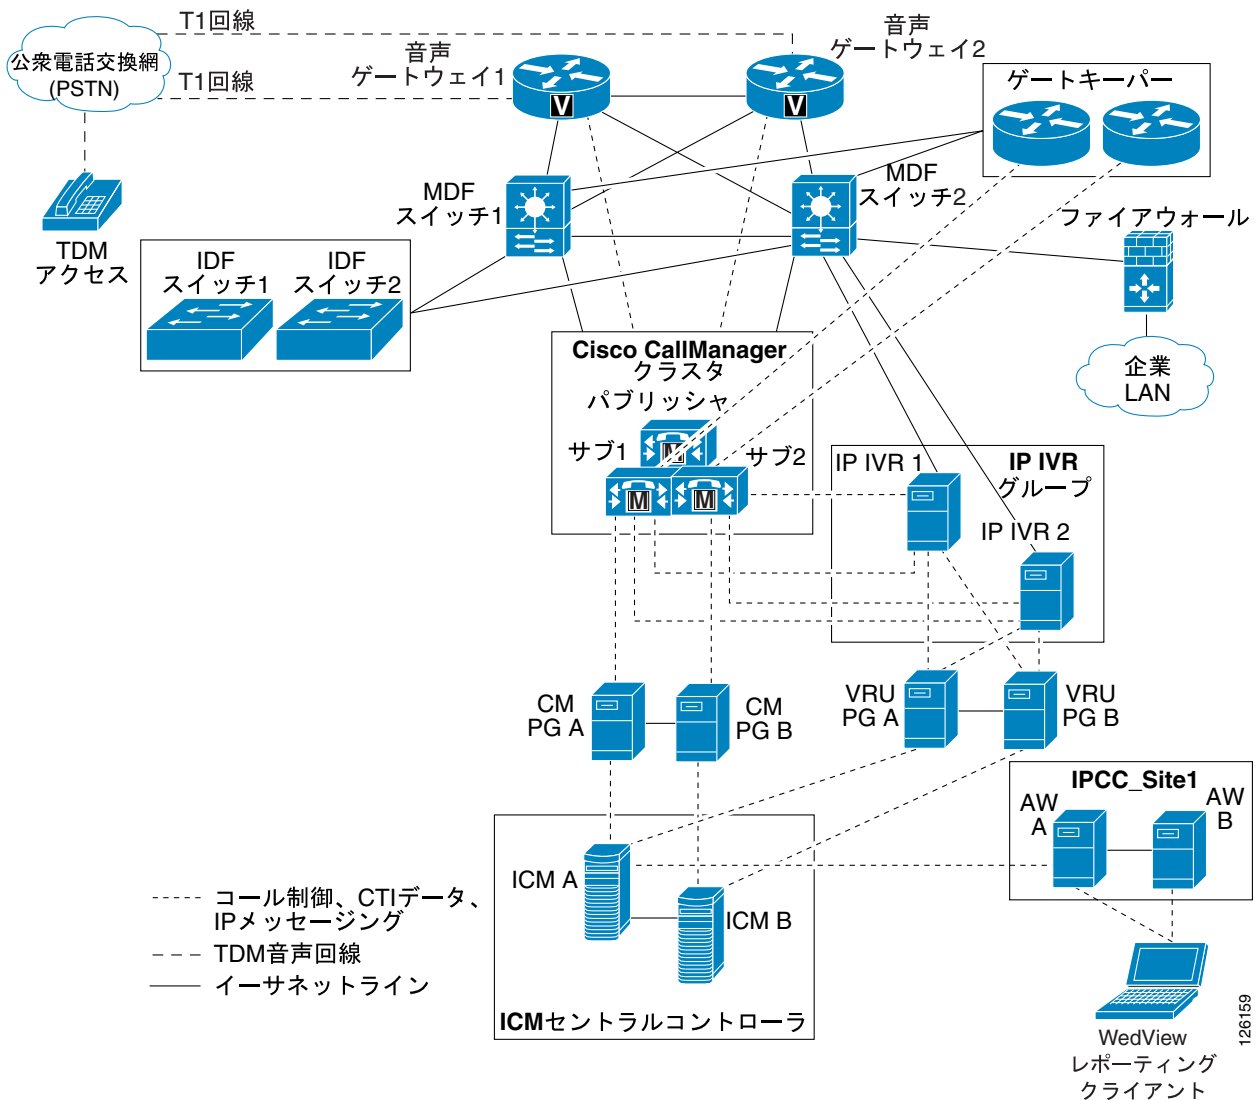 T1回線
公衆電話交換網
(PSTN)
T1回線
音声
ゲートウェイ1
音声
ゲートウェイ2
V
V
ゲートキーパー
TDM
アクセス
MDF
スイッチ1
MDF
スイッチ2
ファイアウォール
IDF
スイッチ1
IDF
スイッチ2
企業
LAN
Cisco CallManager
クラスタ
パブリッシャ
サブ1
サブ2
M
M
M
IP IVR 1
IP IVR
グループ
IP IVR 2
CM
PG A
CM
PG B
VRU
PG A
VRU
PG B
IPCC_Site1
AW
A
AW
B
ICM A
ICM B
ICMセントラルコントローラ
コール制御、CTIデータ、
IPメッセージング
TDM音声回線
イーサネットライン
WedView
レポーティング
クライアント
126159